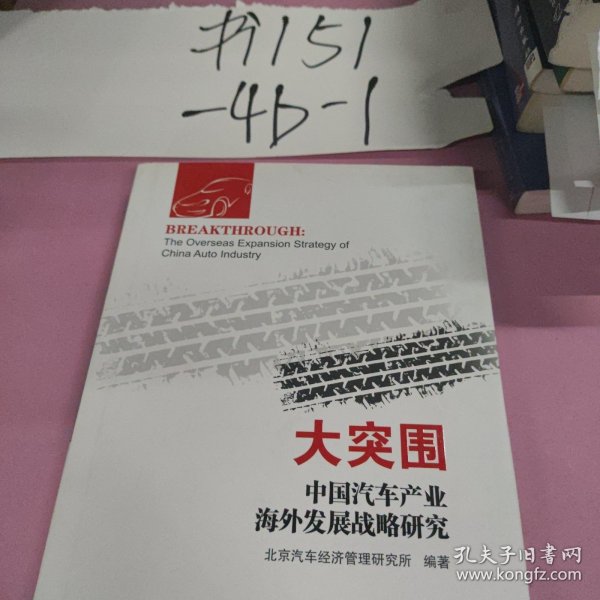 书151
-4b-1
BREAKTHROUGH:
The Overseas Expansion Strategy of
China Auto Industry
大突围
中国汽车产业
海外发展战略研究
北京汽车经济管理研究所 编著
孔夫子旧书网
www.kongfz.com